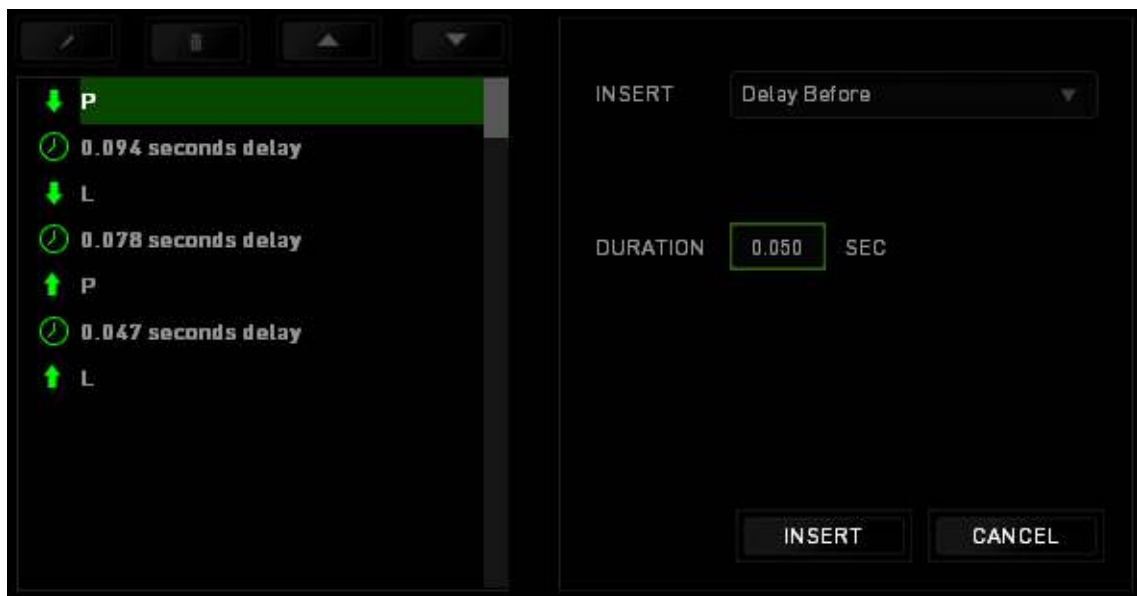 P
0.094 seconds delay
L
0.078 seconds delay
P
0.047 seconds delay
L
INSERT Delay Before
DURATION 0.050 SEC
INSERT CANCEL